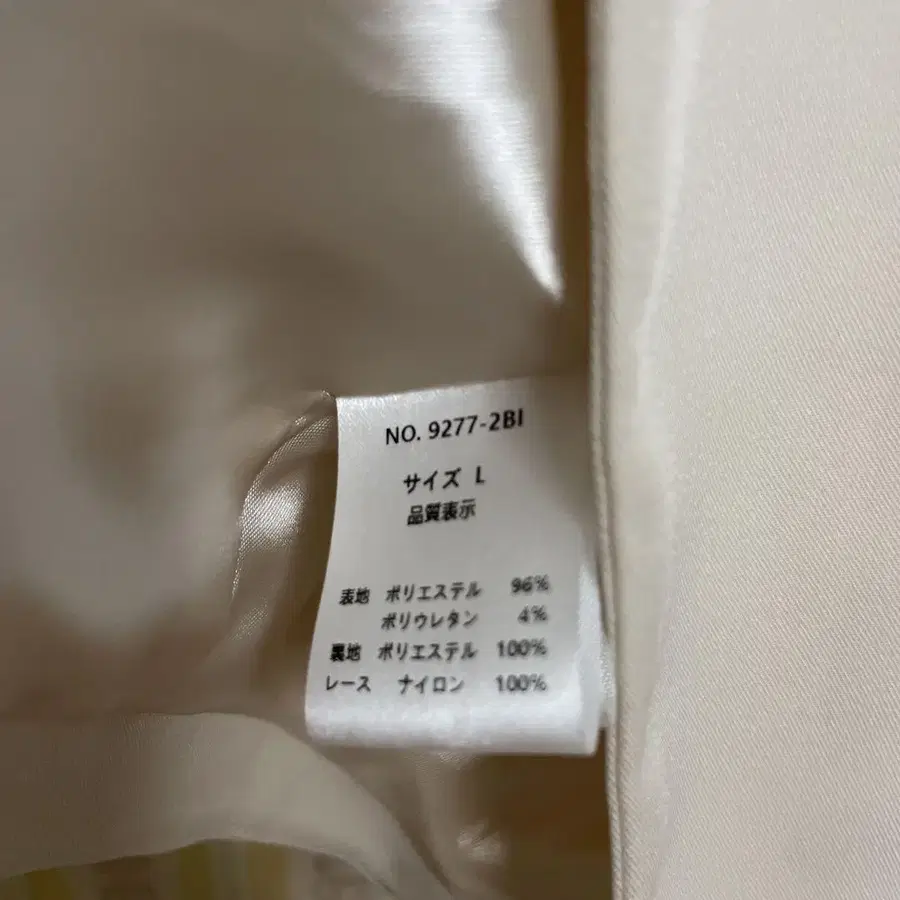 NO. 9277-2BI
サイズ L
品質表示
表地 ポリエステル 96%
ポリウレタン 4%
裏地 ポリエステル 100%
レース ナイロン 100%